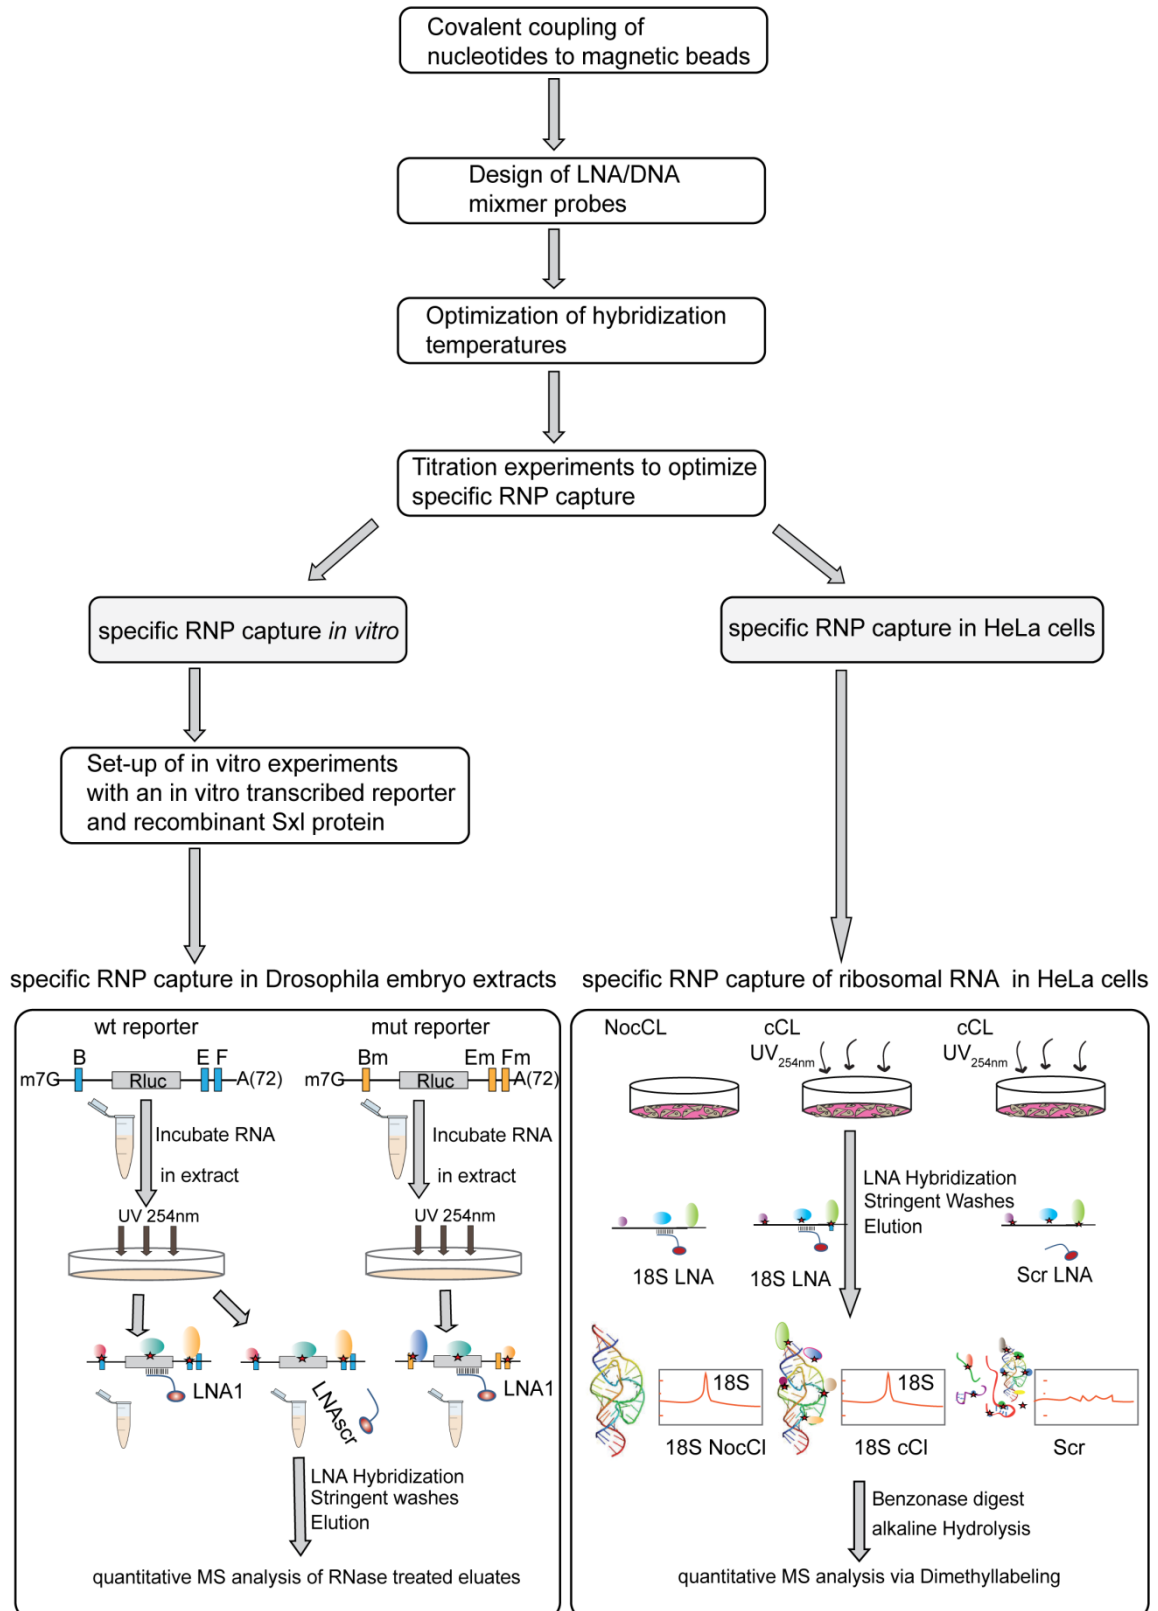 Covalent coupling of
nucleotides to magnetic beads
Design of LNA/DNA
mixmer probes
Optimization of hybridization
temperatures
Titration experiments to optimize
specific RNP capture
specific RNP capture in vitro
specific RNP capture in HeLa cells
Set-up of in vitro experiments
with an in vitro transcribed reporter
and recombinant Sxl protein
specific RNP capture in Drosophila embryo extracts
wt reporter
mut reporter
B
E F
m7G
Rluc
A(72)
Bm
Em Fm
m7G
Rluc
A(72)
Incubate RNA
in extract
Incubate RNA
in extract
UV 254nm
UV 254nm
LNA1
LNAscr
LNA1
LNA Hybridization
Stringent washes
Elution
quantitative MS analysis of RNase treated eluates
specific RNP capture of ribosomal RNA in HeLa cells
NocCL
cCL
UV254nm
cCL
UV254nm
LNA Hybridization
Stringent Washes
Elution
18S LNA
18S LNA
Scr LNA
18S
18S
18S NocCl
18S cCl
Scr
Benzonase digest
alkaline Hydrolysis
quantitative MS analysis via Dimethyllabeling